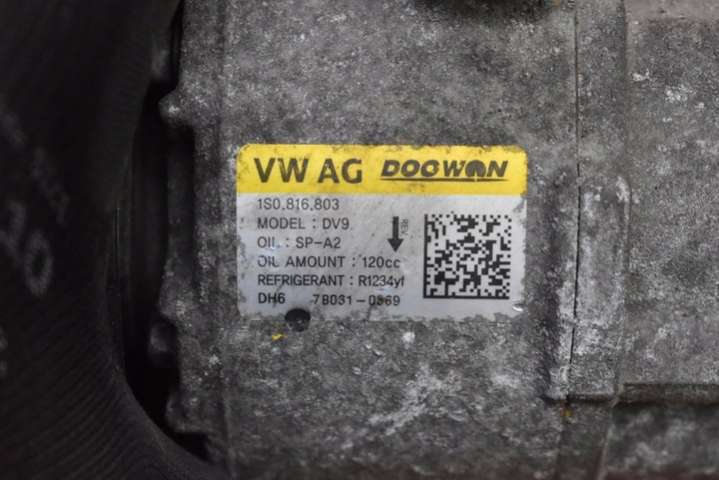 VW AG DOOWON
1S0.816.803
MODEL : DV9
OIL : SP-A2
OIL AMOUNT : 120cc
REFRIGERANT : R1234yf
DH6 7B031-0369